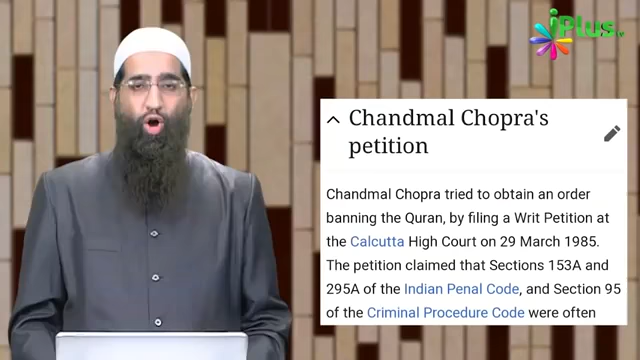 iPlus tv
Chandmal Chopra's
petition
Chandmal Chopra tried to obtain an order
banning the Quran, by filing a Writ Petition at
the Calcutta High Court on 29 March 1985.
The petition claimed that Sections 153A and
295A of the Indian Penal Code, and Section 95
of the Criminal Procedure Code were often